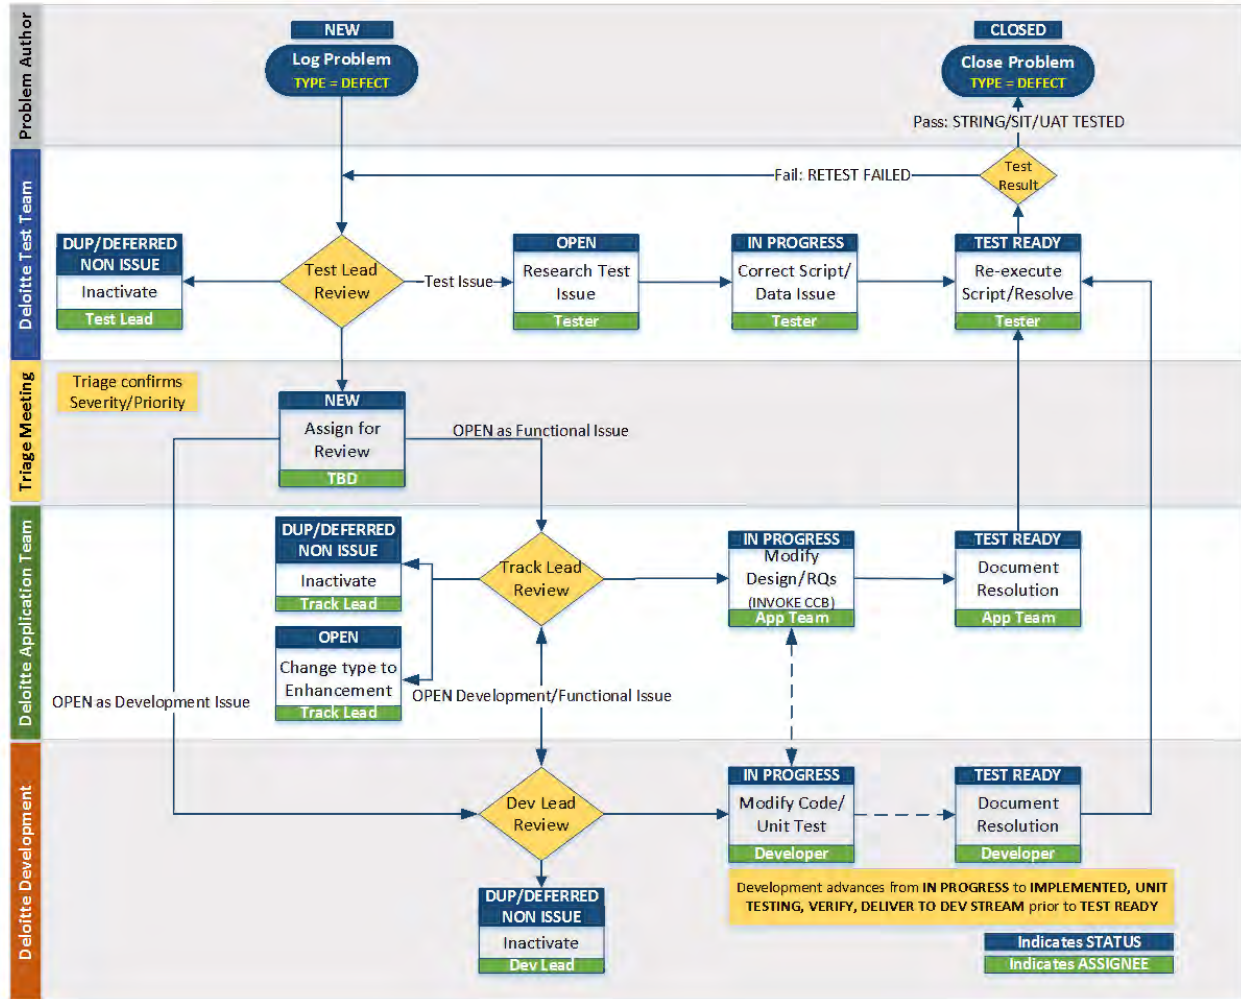 Problem Author
NEW
Log Problem
TYPE = DEFECT
CLOSED
Close Problem
TYPE = DEFECT
Pass: STRING/SIT/UAT TESTED
Deloitte Test Team
Fail: RETEST FAILED
Test
Result
DUP/DEFERRED
NON ISSUE
Inactivate
Test Lead
Test Lead
Review
Test Issue
OPEN
Research Test
Issue
Tester
IN PROGRESS
Correct Script/
Data Issue
Tester
TEST READY
Re-execute
Script/Resolve
Tester
Triage Meeting
Triage confirms
Severity/Priority
NEW
Assign for
Review
TBD
OPEN as Functional Issue
Deloitte Application Team
DUP/DEFERRED
NON ISSUE
Inactivate
Track Lead
OPEN
Change type to
Enhancement
Track Lead
Track Lead
Review
IN PROGRESS
Modify
Design/RQs
(INVOKE CCB)
App Team
TEST READY
Document
Resolution
App Team
OPEN as Development Issue
OPEN Development/Functional Issue
Deloitte Development
Dev Lead
Review
IN PROGRESS
Modify Code/
Unit Test
Developer
TEST READY
Document
Resolution
Developer
DUP/DEFERRED
NON ISSUE
Inactivate
Dev Lead
Development advances from IN PROGRESS to IMPLEMENTED, UNIT
TESTING, VERIFY, DELIVER TO DEV STREAM prior to TEST READY
Indicates STATUS
Indicates ASSIGNEE